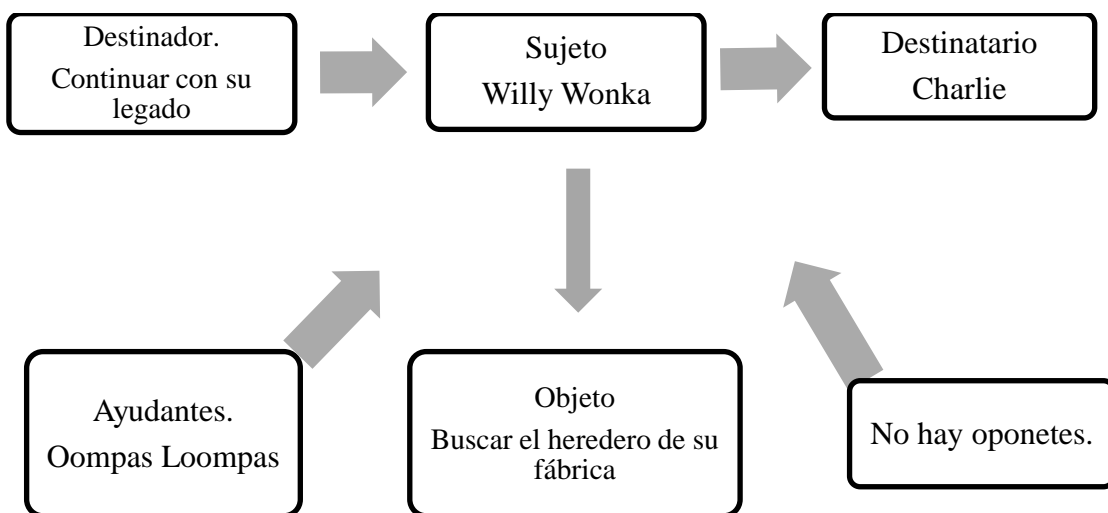 Destinador.
Continuar con su
legado
Sujeto
Willy Wonka
Destinatario
Charlie
Ayudantes.
Oompas Loompas
Objeto
Buscar el heredero de su
fábrica
No hay oponetes.